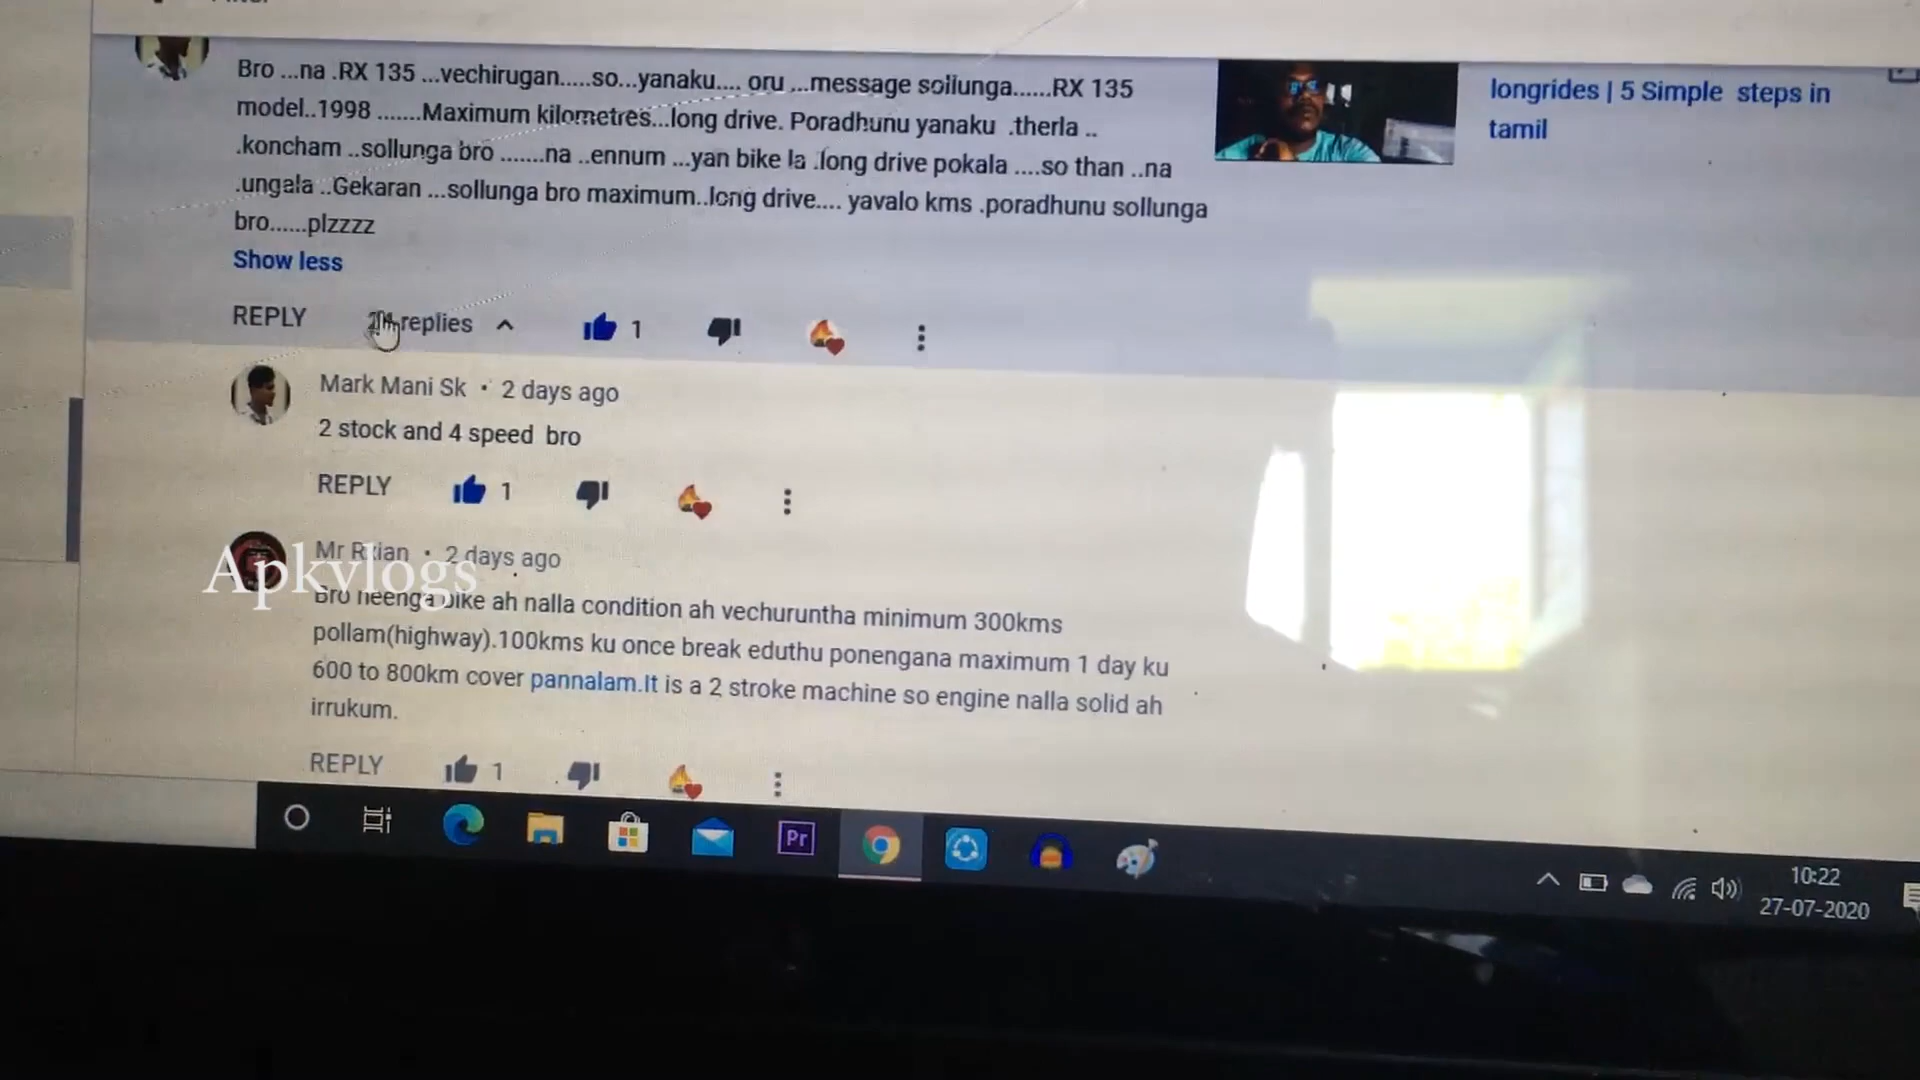 Bro ...na .RX 135 ...vechirugan.....so...yanaku.... oru ...message sollunga......RX 135
model..1998 .......Maximum kilometres...long drive. Poradhunu yanaku .therla ..
.koncham ..sollunga bro .......na ..ennum ...yan bike la .long drive pokala ....so than ..na
.ungala ..Gekaran ...sollunga bro maximum..long drive.... yavalo kms .poradhunu sollunga
bro......plzzzz
Show less
REPLY replies 1
longrides | 5 Simple steps in
tamil
Mark Mani Sk · 2 days ago
2 stock and 4 speed bro
REPLY 1
Mr · 2 days ago
Apkvlogs
Bro neenga bike ah nalla condition ah vechuruntha minimum 300kms
pollam(highway).100kms ku once break eduthu ponengana maximum 1 day ku
600 to 800km cover pannalam.It is a 2 stroke machine so engine nalla solid ah
irrukum.
REPLY 1
Pr
10:22
27-07-2020